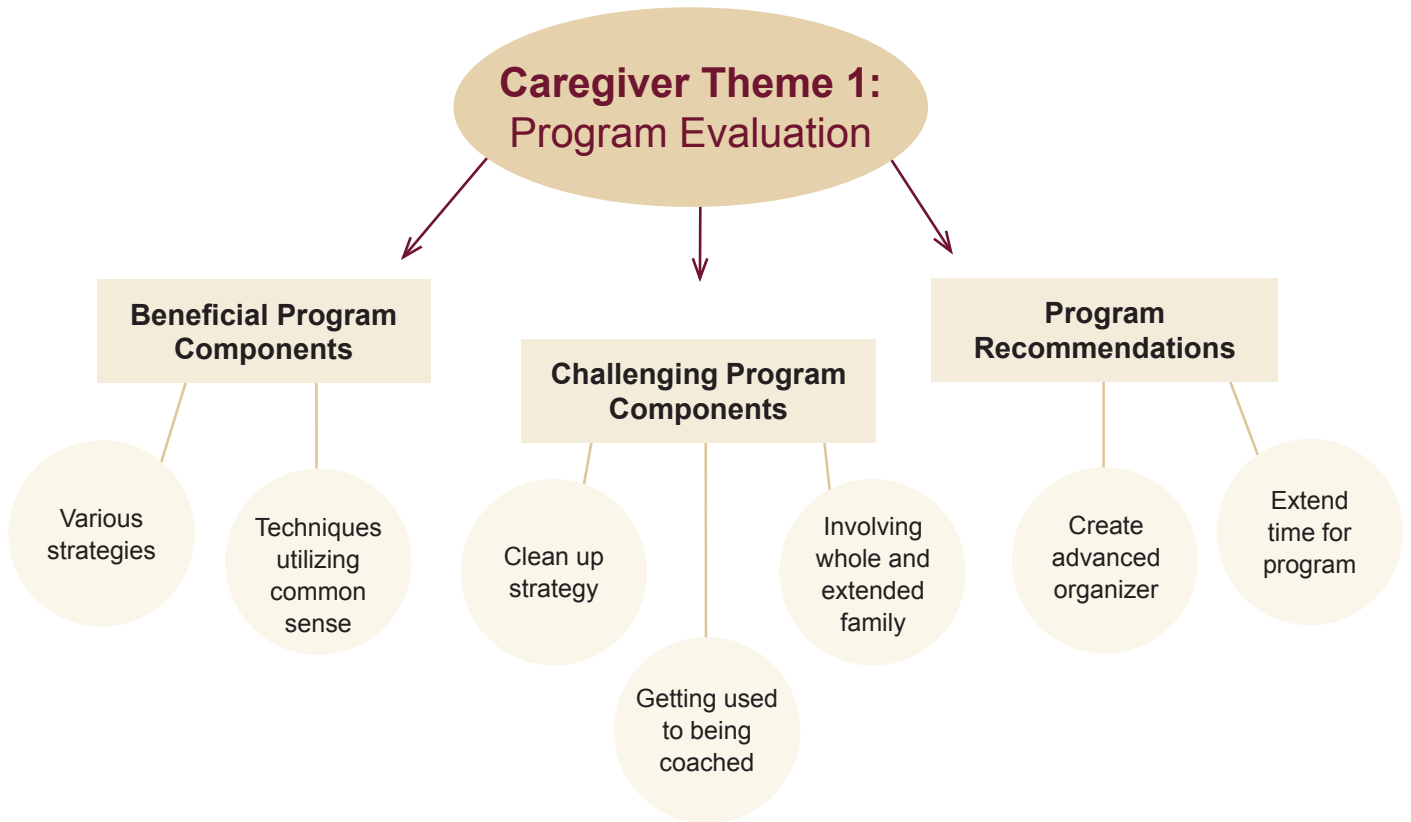 Caregiver Theme 1:
Program Evaluation
Beneficial Program
Components
Various
strategies
Techniques
utilizing
common
sense
Challenging Program
Components
Clean up
strategy
Getting used
to being
coached
Involving
whole and
extended
family
Program
Recommendations
Create
advanced
organizer
Extend
time for
program